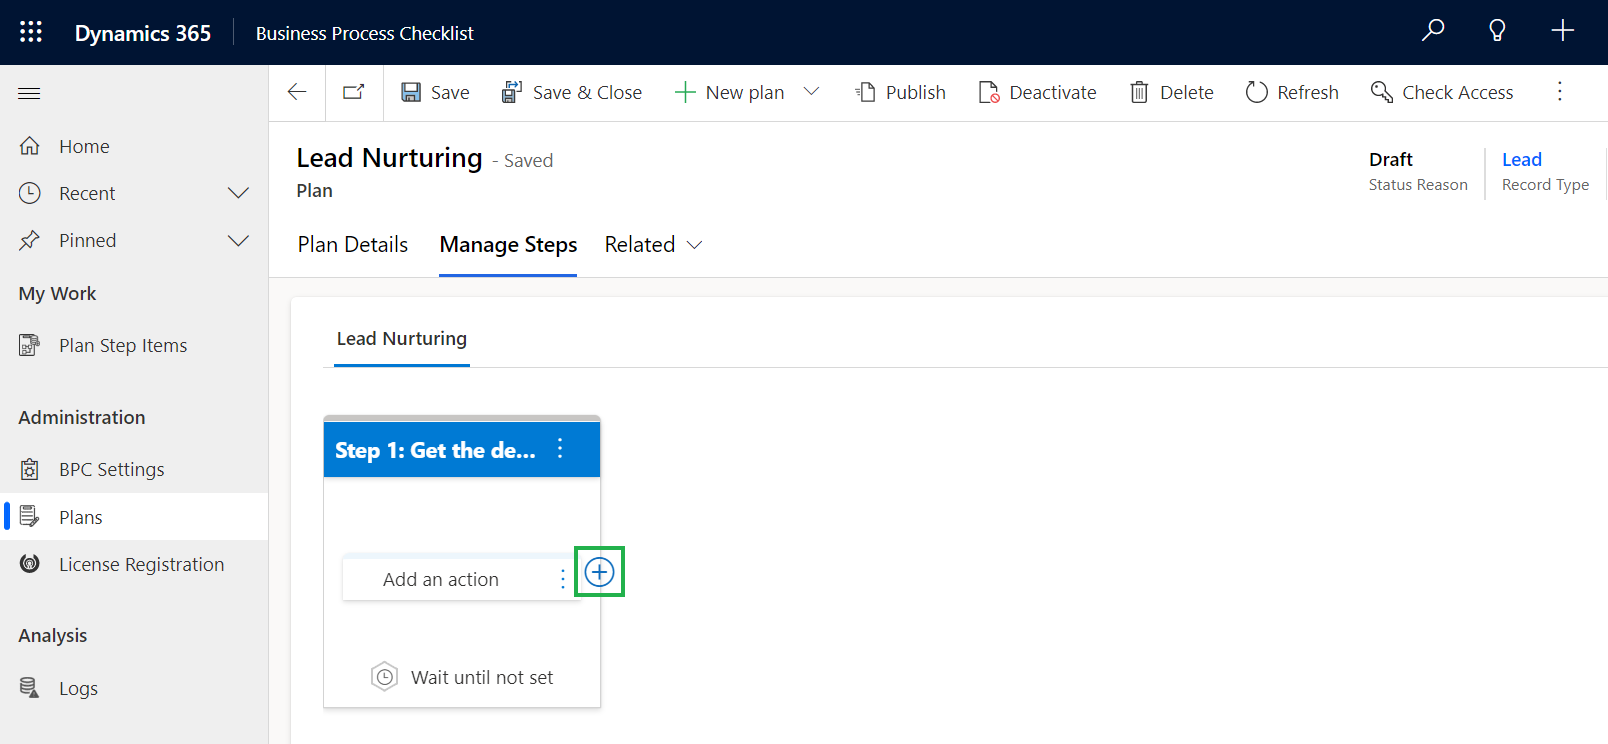 Dynamics 365
Business Process Checklist
Save
Save & Close
New plan
Publish
Deactivate
Delete
Refresh
Check Access
Home
Recent
Pinned
My Work
Plan Step Items
Administration
BPC Settings
Plans
License Registration
Analysis
Logs
Lead Nurturing - Saved
Plan
Draft
Status Reason
Lead
Record Type
Plan Details
Manage Steps
Related
Lead Nurturing
Step 1: Get the de...
Add an action
Wait until not set